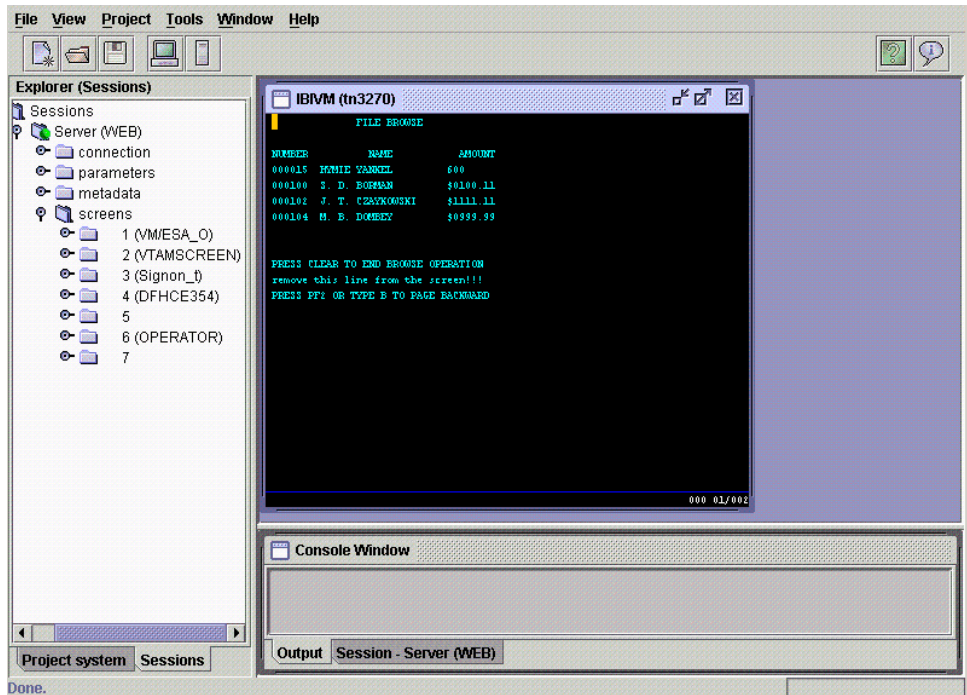 File View Project Tools Window Help
Explorer (Sessions)
Sessions
Server (WEB)
connection
parameters
metadata
screens
1 (VM/ESA_O)
2 (VTAMSCREEN)
3 (Signon_t)
4 (DFHCE354)
5
6 (OPERATOR)
7
Project system Sessions
IBIVM (tn3270)
FILE BROWSE
NUMBER NAME AMOUNT
000015 YANKEL 600
000100 S. D. BORMAN $0100.11
000102 J. T. CZAYKOWSKI $1111.11
000104 M. B. DOMBEY $0999.99
PRESS CLEAR TO END BROWSE OPERATION
remove this line from the screen!!!
PRESS PF2 OR TYPE B TO PAGE BACKWARD
000 01/002
Console Window
Output Session - Server (WEB)
Done.